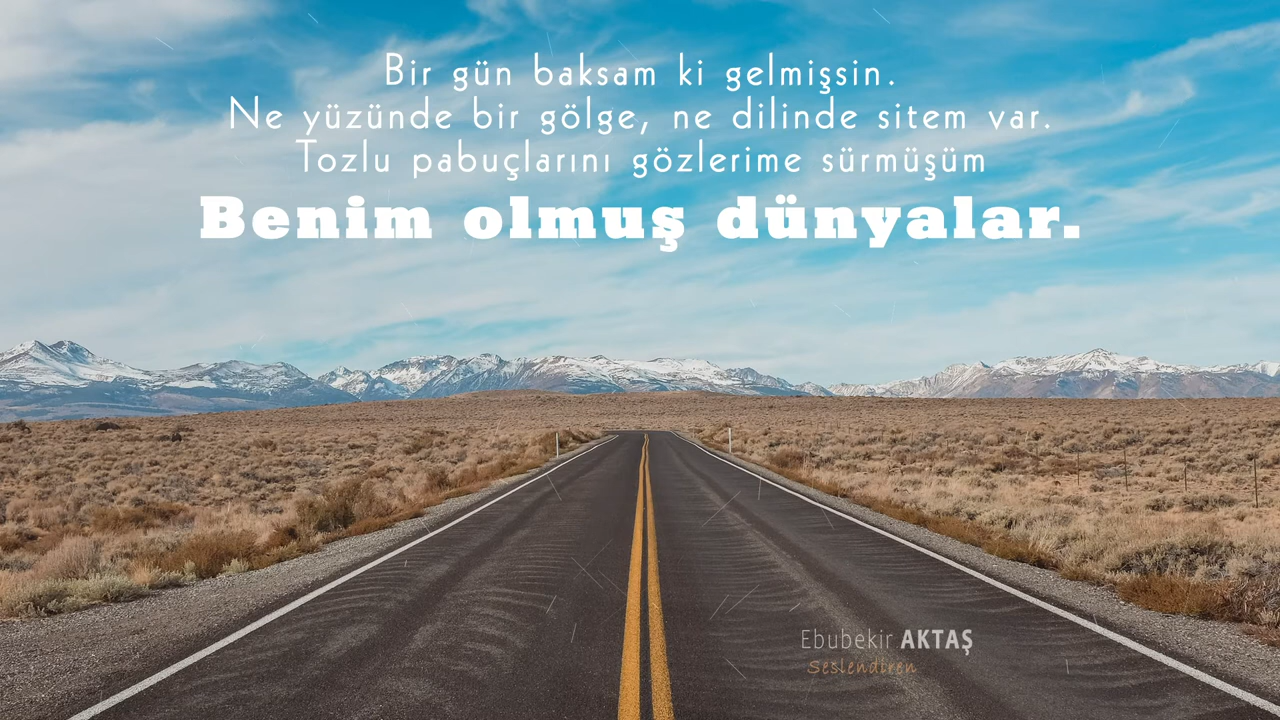 Bir gün baksam ki gelmişsin.
Ne yüzünde bir gölge, ne dilinde sitem var.
Tozlu pabuçlarını gözlerime sürmüşüm
Benim olmuş dünyalar.
Ebubekir AKTAŞ
Seslendiren